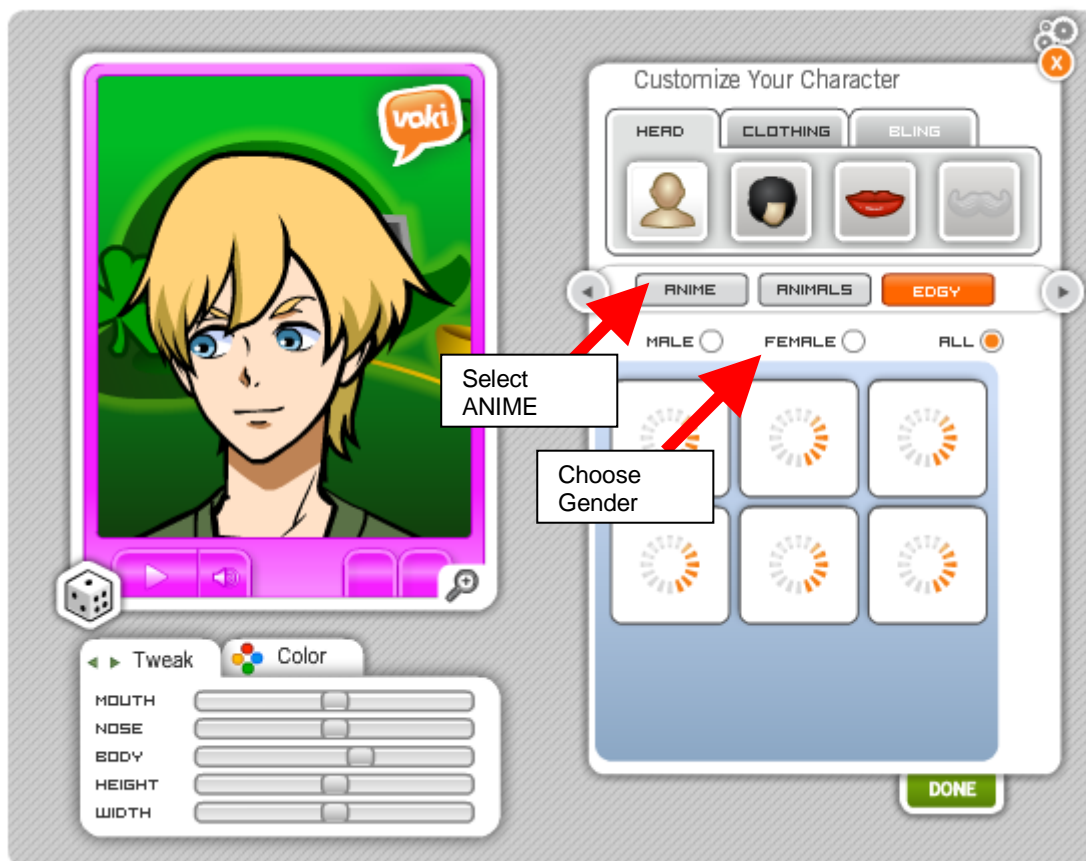 voki
Customize Your Character
HEAD CLOTHING BLING
ANIME ANIMALS EDGY
MALE FEMALE ALL
Select
ANIME
Choose
Gender
Tweak Color
MOUTH
NOSE
BODY
HEIGHT
WIDTH
DONE
X